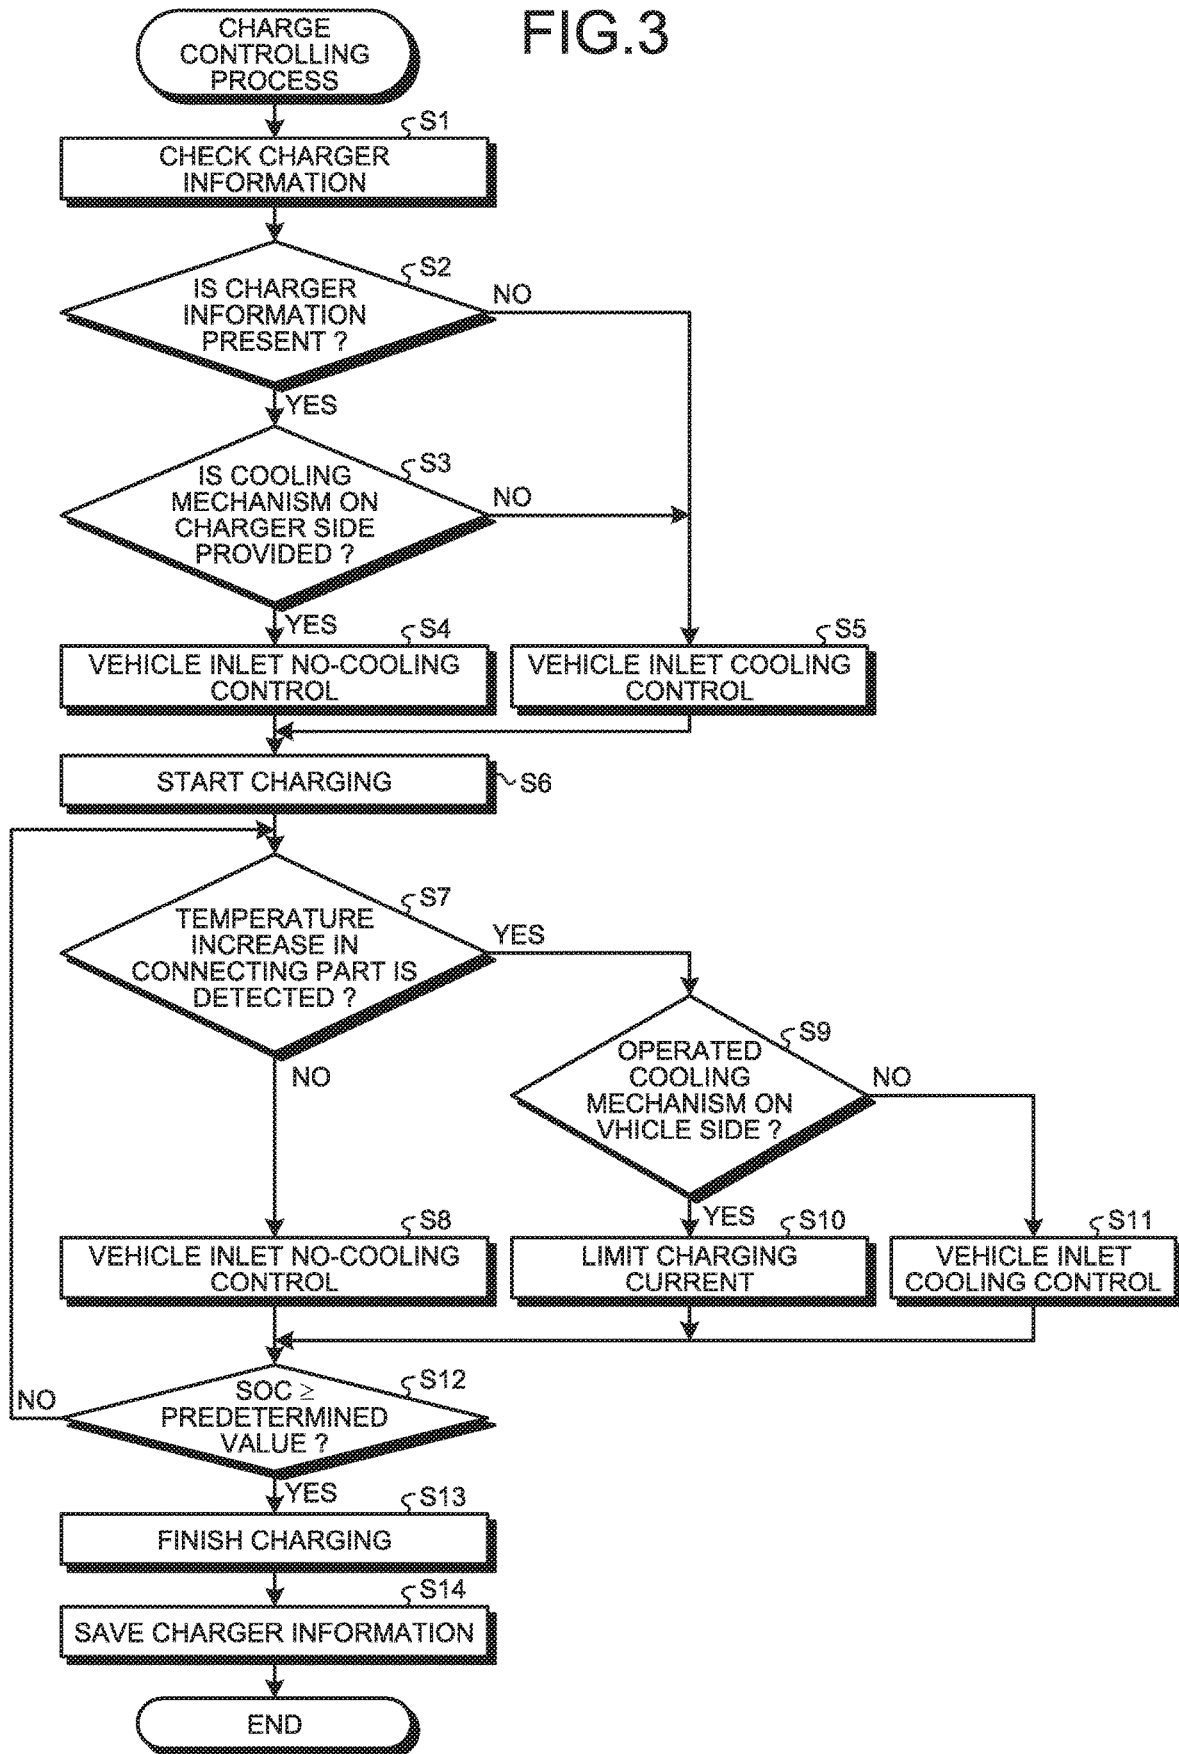 FIG.3
CHARGE
CONTROLLING
PROCESS
S1
CHECK CHARGER
INFORMATION
S2
IS CHARGER
INFORMATION
PRESENT ?
NO
YES
S3
IS COOLING
MECHANISM ON
CHARGER SIDE
PROVIDED ?
NO
YES
S4
VEHICLE INLET NO-COOLING
CONTROL
S5
VEHICLE INLET COOLING
CONTROL
START CHARGING
S6
S7
TEMPERATURE
INCREASE IN
CONNECTING PART IS
DETECTED ?
YES
NO
S9
OPERATED
COOLING
MECHANISM ON
VHICLE SIDE ?
NO
YES
S8
VEHICLE INLET NO-COOLING
CONTROL
S10
LIMIT CHARGING
CURRENT
S11
VEHICLE INLET
COOLING CONTROL
S12
SOC ≥
PREDETERMINED
VALUE ?
NO
YES
S13
FINISH CHARGING
S14
SAVE CHARGER INFORMATION
END